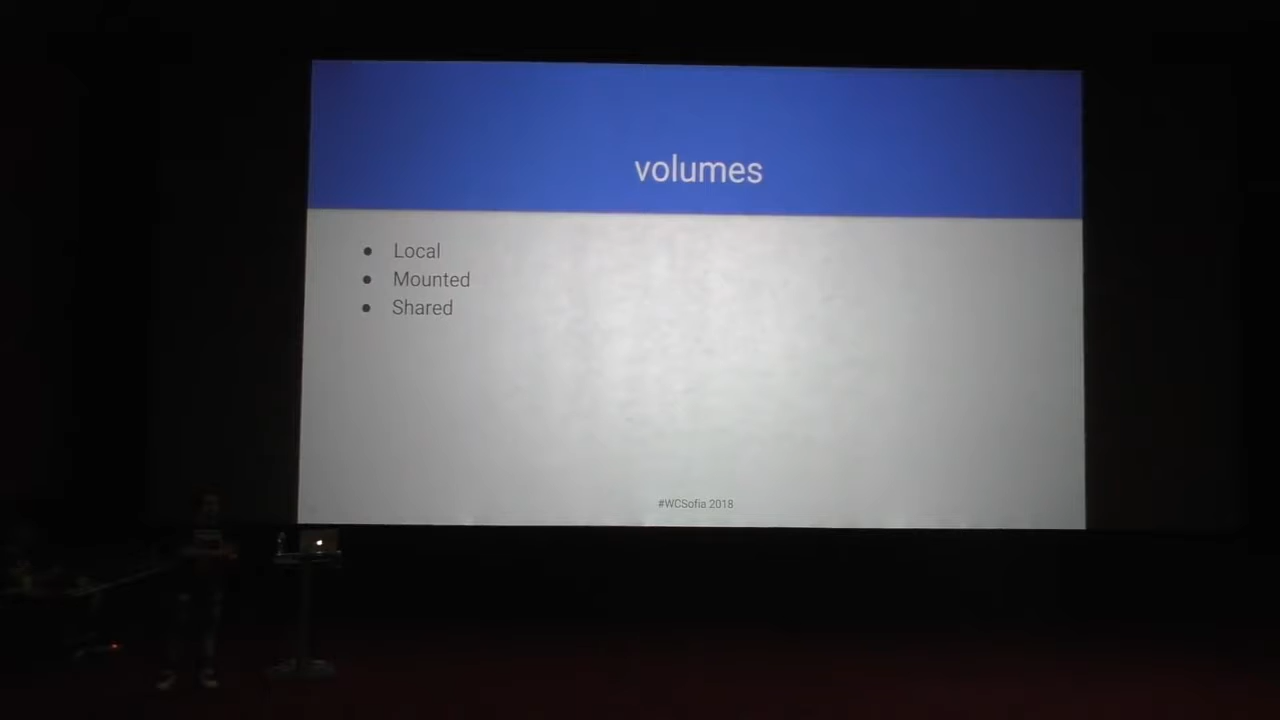 volumes
● Local
● Mounted
● Shared
#WCSofia 2018